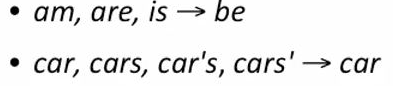 • am, are, is → be
• car, cars, car's, cars' → car